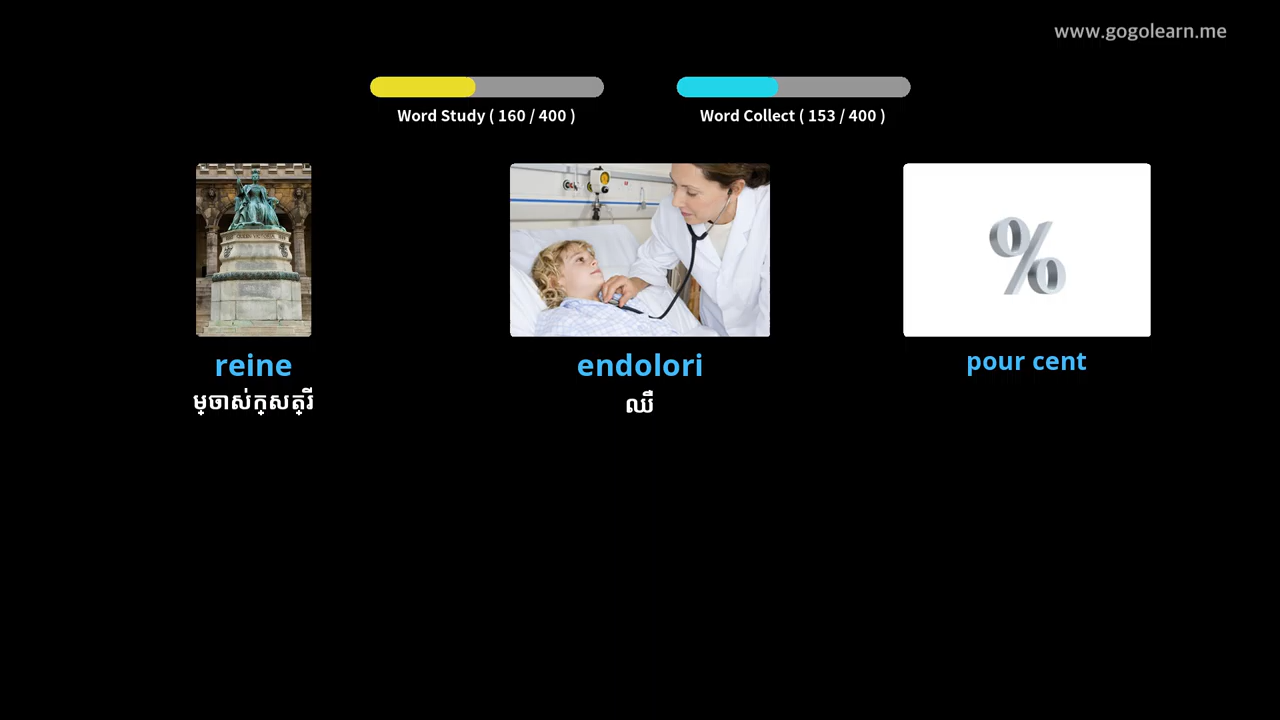 www.gogolearn.me
Word Study ( 160 / 400 )
Word Collect ( 153 / 400 )
reine
endolori
pour cent
ម្ចាស់ក្សត្រី
ឈឺ